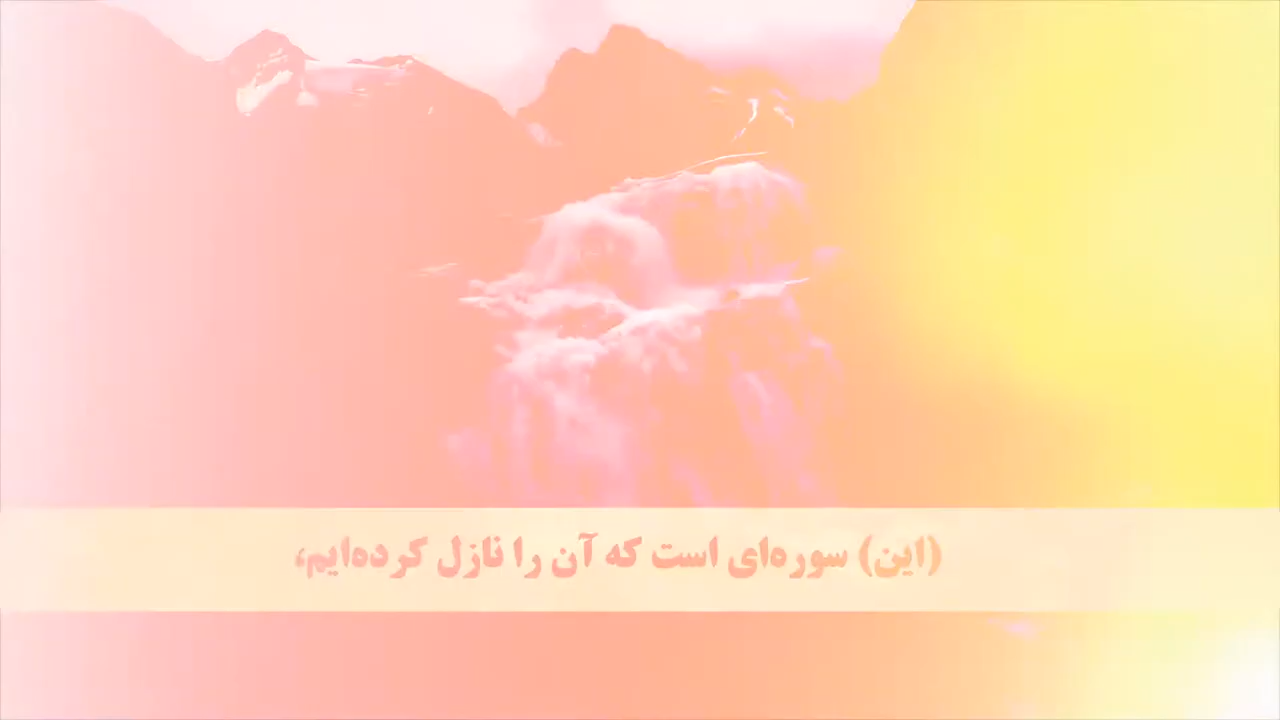 (این) سوره‌ای است که آن را نازل کرده‌ایم،